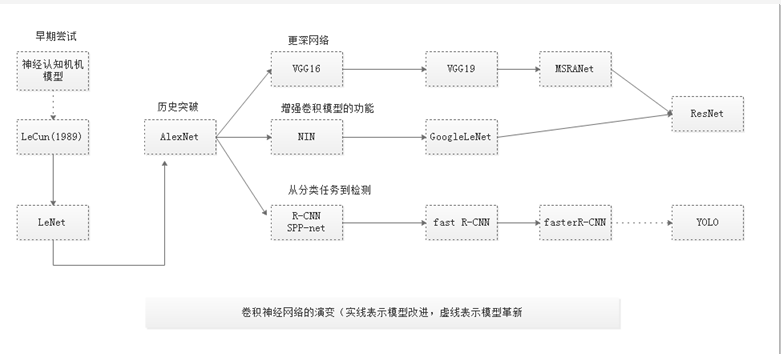 早期尝试
神经认知机机
模型
LeCun(1989)
LeNet
历史突破
AlexNet
更深网络
VGG16
VGG19
MSRANet
增强卷积模型的功能
NIN
GoogleLeNet
ResNet
从分类任务到检测
R-CNN
SPP-net
fast R-CNN
fasterR-CNN
YOLO
卷积神经网络的演变（实线表示模型改进，虚线表示模型革新